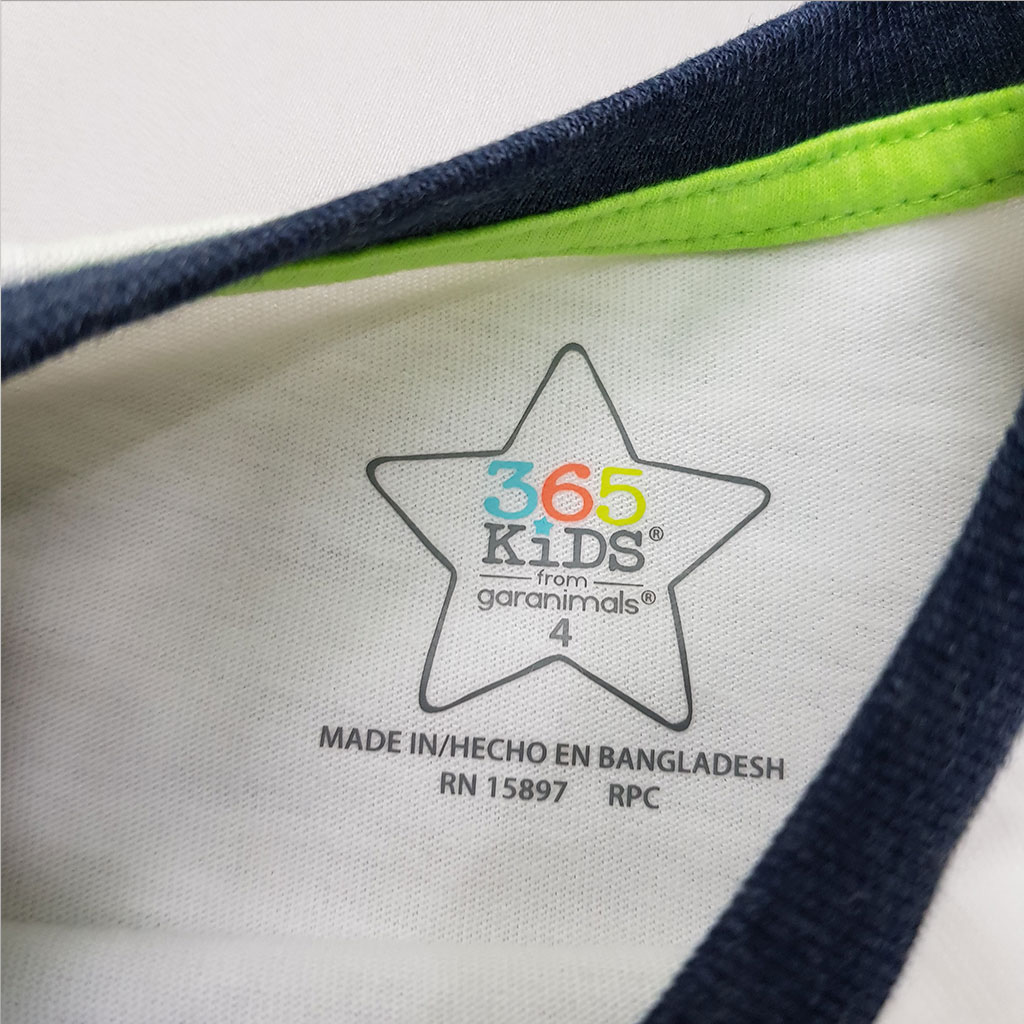 365
KiDS®
from
garanimals®
4
MADE IN/HECHO EN BANGLADESH
RN 15897 RPC